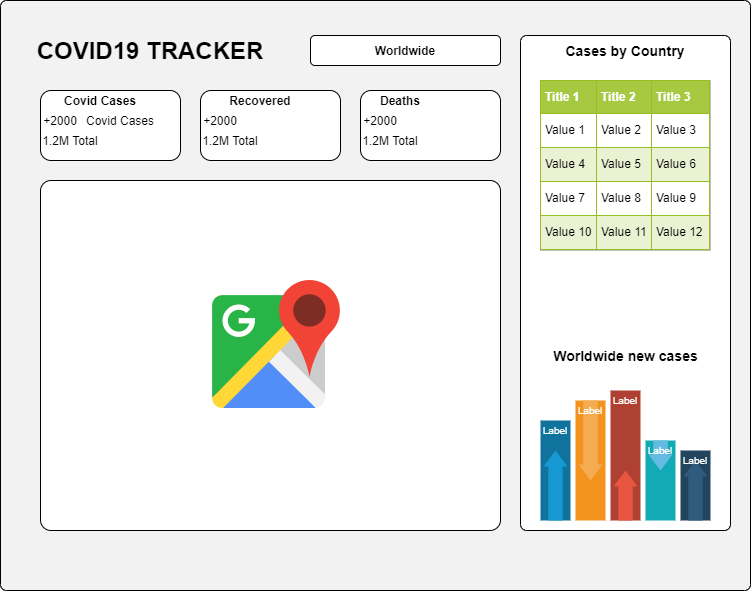 COVID19 TRACKER
Worldwide
Covid Cases
+2000 Covid Cases
1.2M Total
Recovered
+2000
1.2M Total
Deaths
+2000
1.2M Total
G
Cases by Country
Title 1 Title 2 Title 3
Value 1 Value 2 Value 3
Value 4 Value 5 Value 6
Value 7 Value 8 Value 9
Value 10 Value 11 Value 12
Worldwide new cases
Label
Label
Label
Label
Label